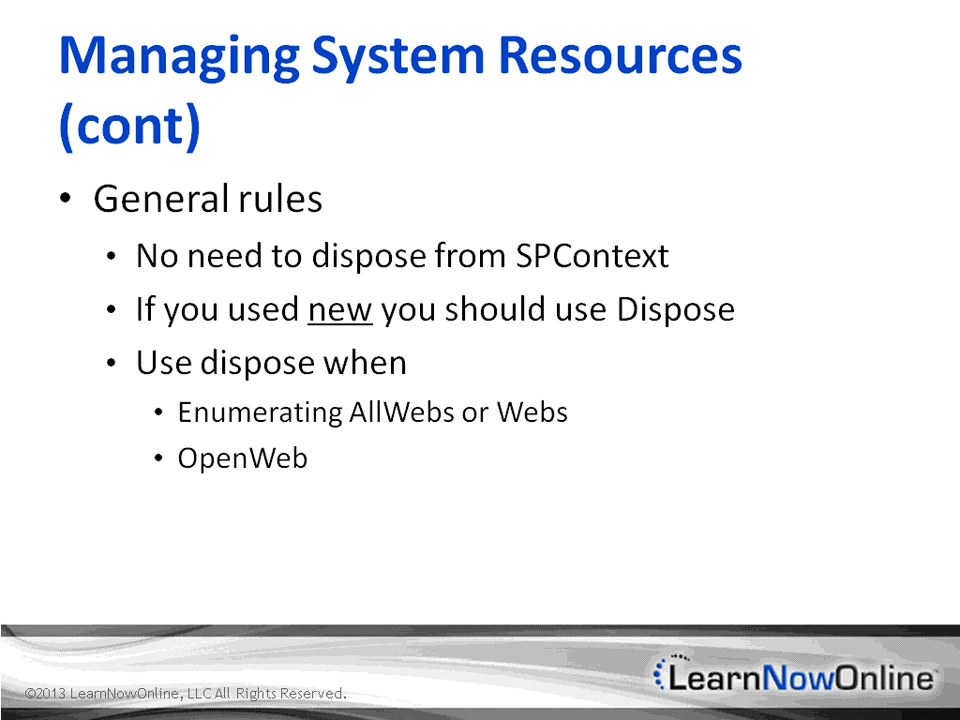 Managing System Resources
(cont)
• General rules
• No need to dispose from SPContext
• If you used new you should use Dispose
• Use dispose when
• Enumerating AllWebs or Webs
• OpenWeb
©2013 LearnNowOnline, LLC All Rights Reserved.
LearnNowOnline